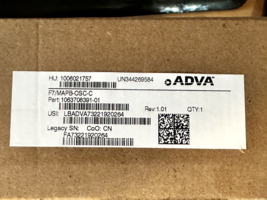 HU: 1006021757 UN344269584 ADVA
F7/MAPB-OSC-C
Part:1063708391-01
Rev:1.01 QTY:1
USI: LBADVA73221920264
Legacy SN: CoO: CN
FA73221920264